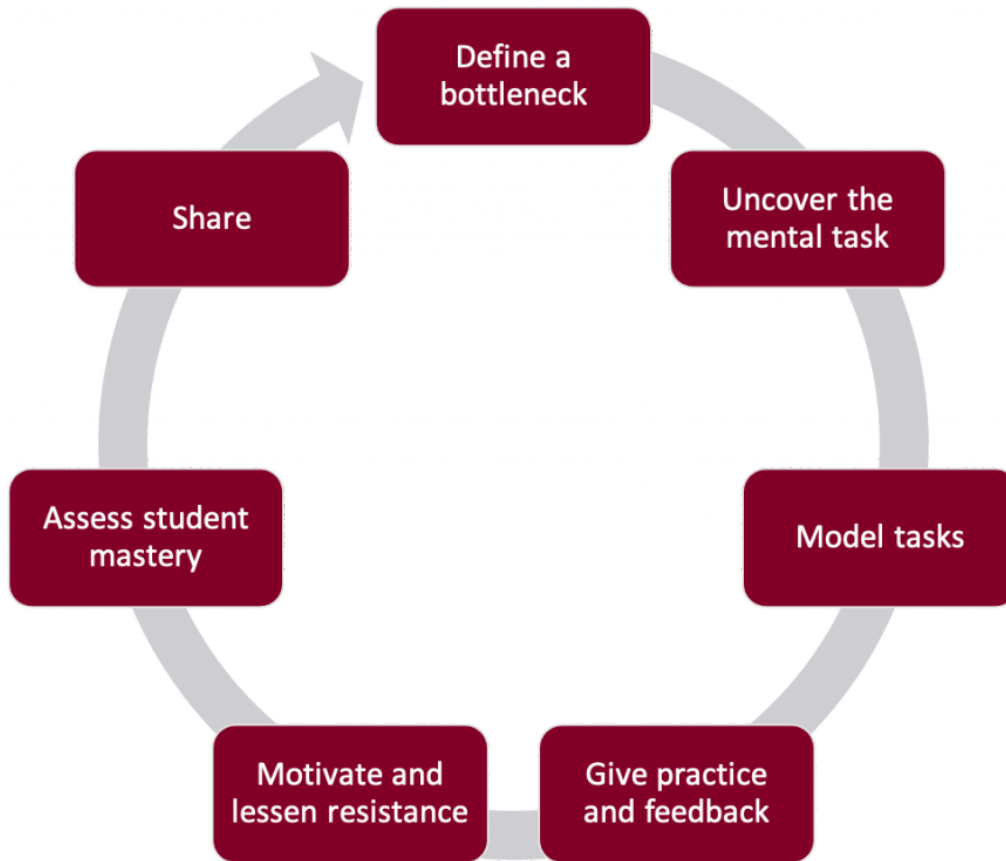 Define a
bottleneck
Uncover the
mental task
Model tasks
Give practice
and feedback
Motivate and
lessen resistance
Assess student
mastery
Share